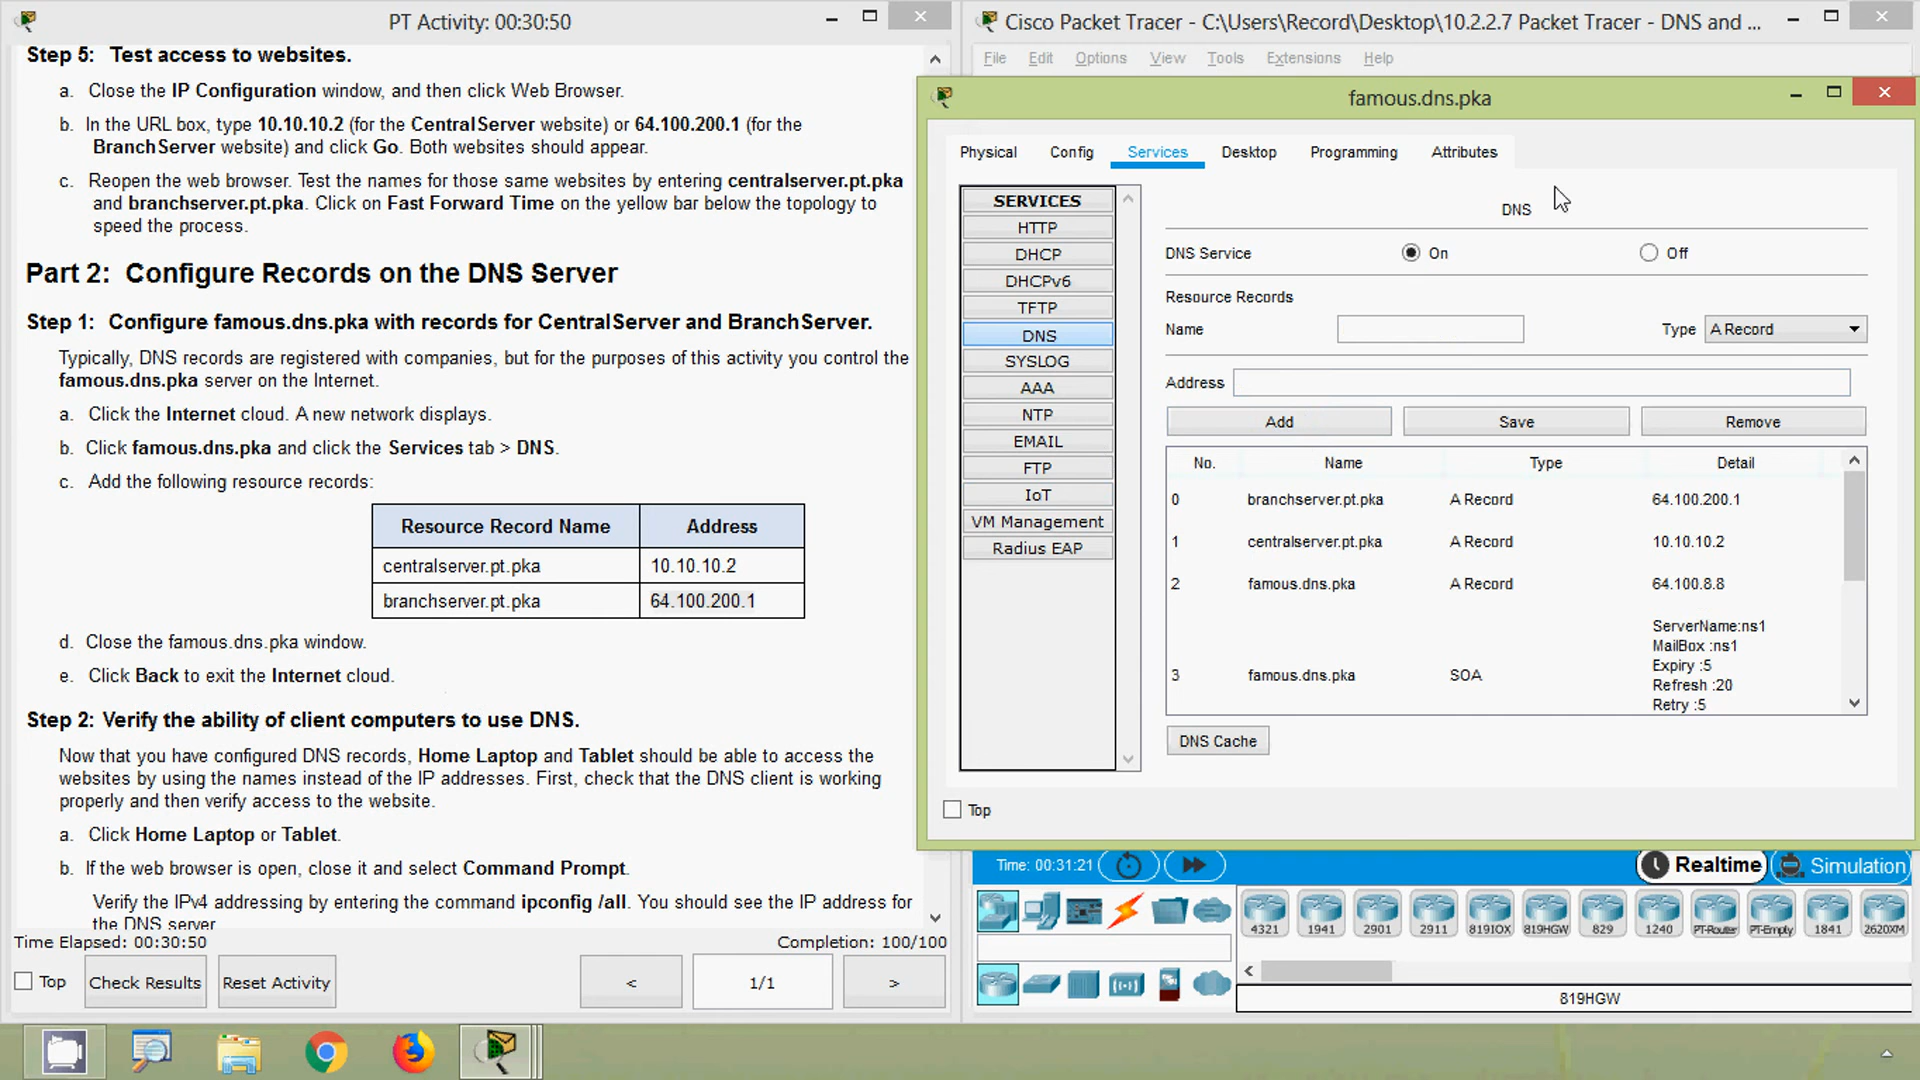 PT Activity: 00:30:50
Step 5: Test access to websites.
a. Close the IP Configuration window, and then click Web Browser.
b. In the URL box, type 10.10.10.2 (for the CentralServer website) or 64.100.200.1 (for the
BranchServer website) and click Go. Both websites should appear.
c. Reopen the web browser. Test the names for those same websites by entering centralserver.pt.pka
and branchserver.pt.pka. Click on Fast Forward Time on the yellow bar below the topology to
speed the process.
Part 2: Configure Records on the DNS Server
Step 1: Configure famous.dns.pka with records for CentralServer and BranchServer.
Typically, DNS records are registered with companies, but for the purposes of this activity you control the
famous.dns.pka server on the Internet.
a. Click the Internet cloud. A new network displays.
b. Click famous.dns.pka and click the Services tab > DNS.
c. Add the following resource records:
Resource Record Name Address
centralserver.pt.pka 10.10.10.2
branchserver.pt.pka 64.100.200.1
d. Close the famous.dns.pka window.
e. Click Back to exit the Internet cloud.
Step 2: Verify the ability of client computers to use DNS.
Now that you have configured DNS records, Home Laptop and Tablet should be able to access the
websites by using the names instead of the IP addresses. First, check that the DNS client is working
properly and then verify access to the website.
a. Click Home Laptop or Tablet.
b. If the web browser is open, close it and select Command Prompt.
Verify the IPv4 addressing by entering the command ipconfig /all. You should see the IP address for
the DNS server
Time Elapsed: 00:30:50 Completion: 100/100
Top Check Results Reset Activity < 1/1 >
Cisco Packet Tracer - C:\Users\Record\Desktop\10.2.2.7 Packet Tracer - DNS and ...
File Edit Options View Tools Extensions Help
famous.dns.pka
Physical Config Services Desktop Programming Attributes
SERVICES
HTTP
DHCP
DHCPv6
TFTP
DNS
SYSLOG
AAA
NTP
EMAIL
FTP
IoT
VM Management
Radius EAP
DNS
DNS Service On Off
Resource Records
Name Type A Record
Address
Add Save Remove
No. Name Type Detail
0 branchserver.pt.pka A Record 64.100.200.1
1 centralserver.pt.pka A Record 10.10.10.2
2 famous.dns.pka A Record 64.100.8.8
3 famous.dns.pka SOA
ServerName:ns1
MailBox :ns1
Expiry :5
Refresh :20
Retry :5
DNS Cache
Top
Time: 00:31:21 Realtime Simulation
4321 1941 2901 2911 819IOX 819HGW 829 1240 PT-Router PT-Empty 1841 2620XM
< 819HGW